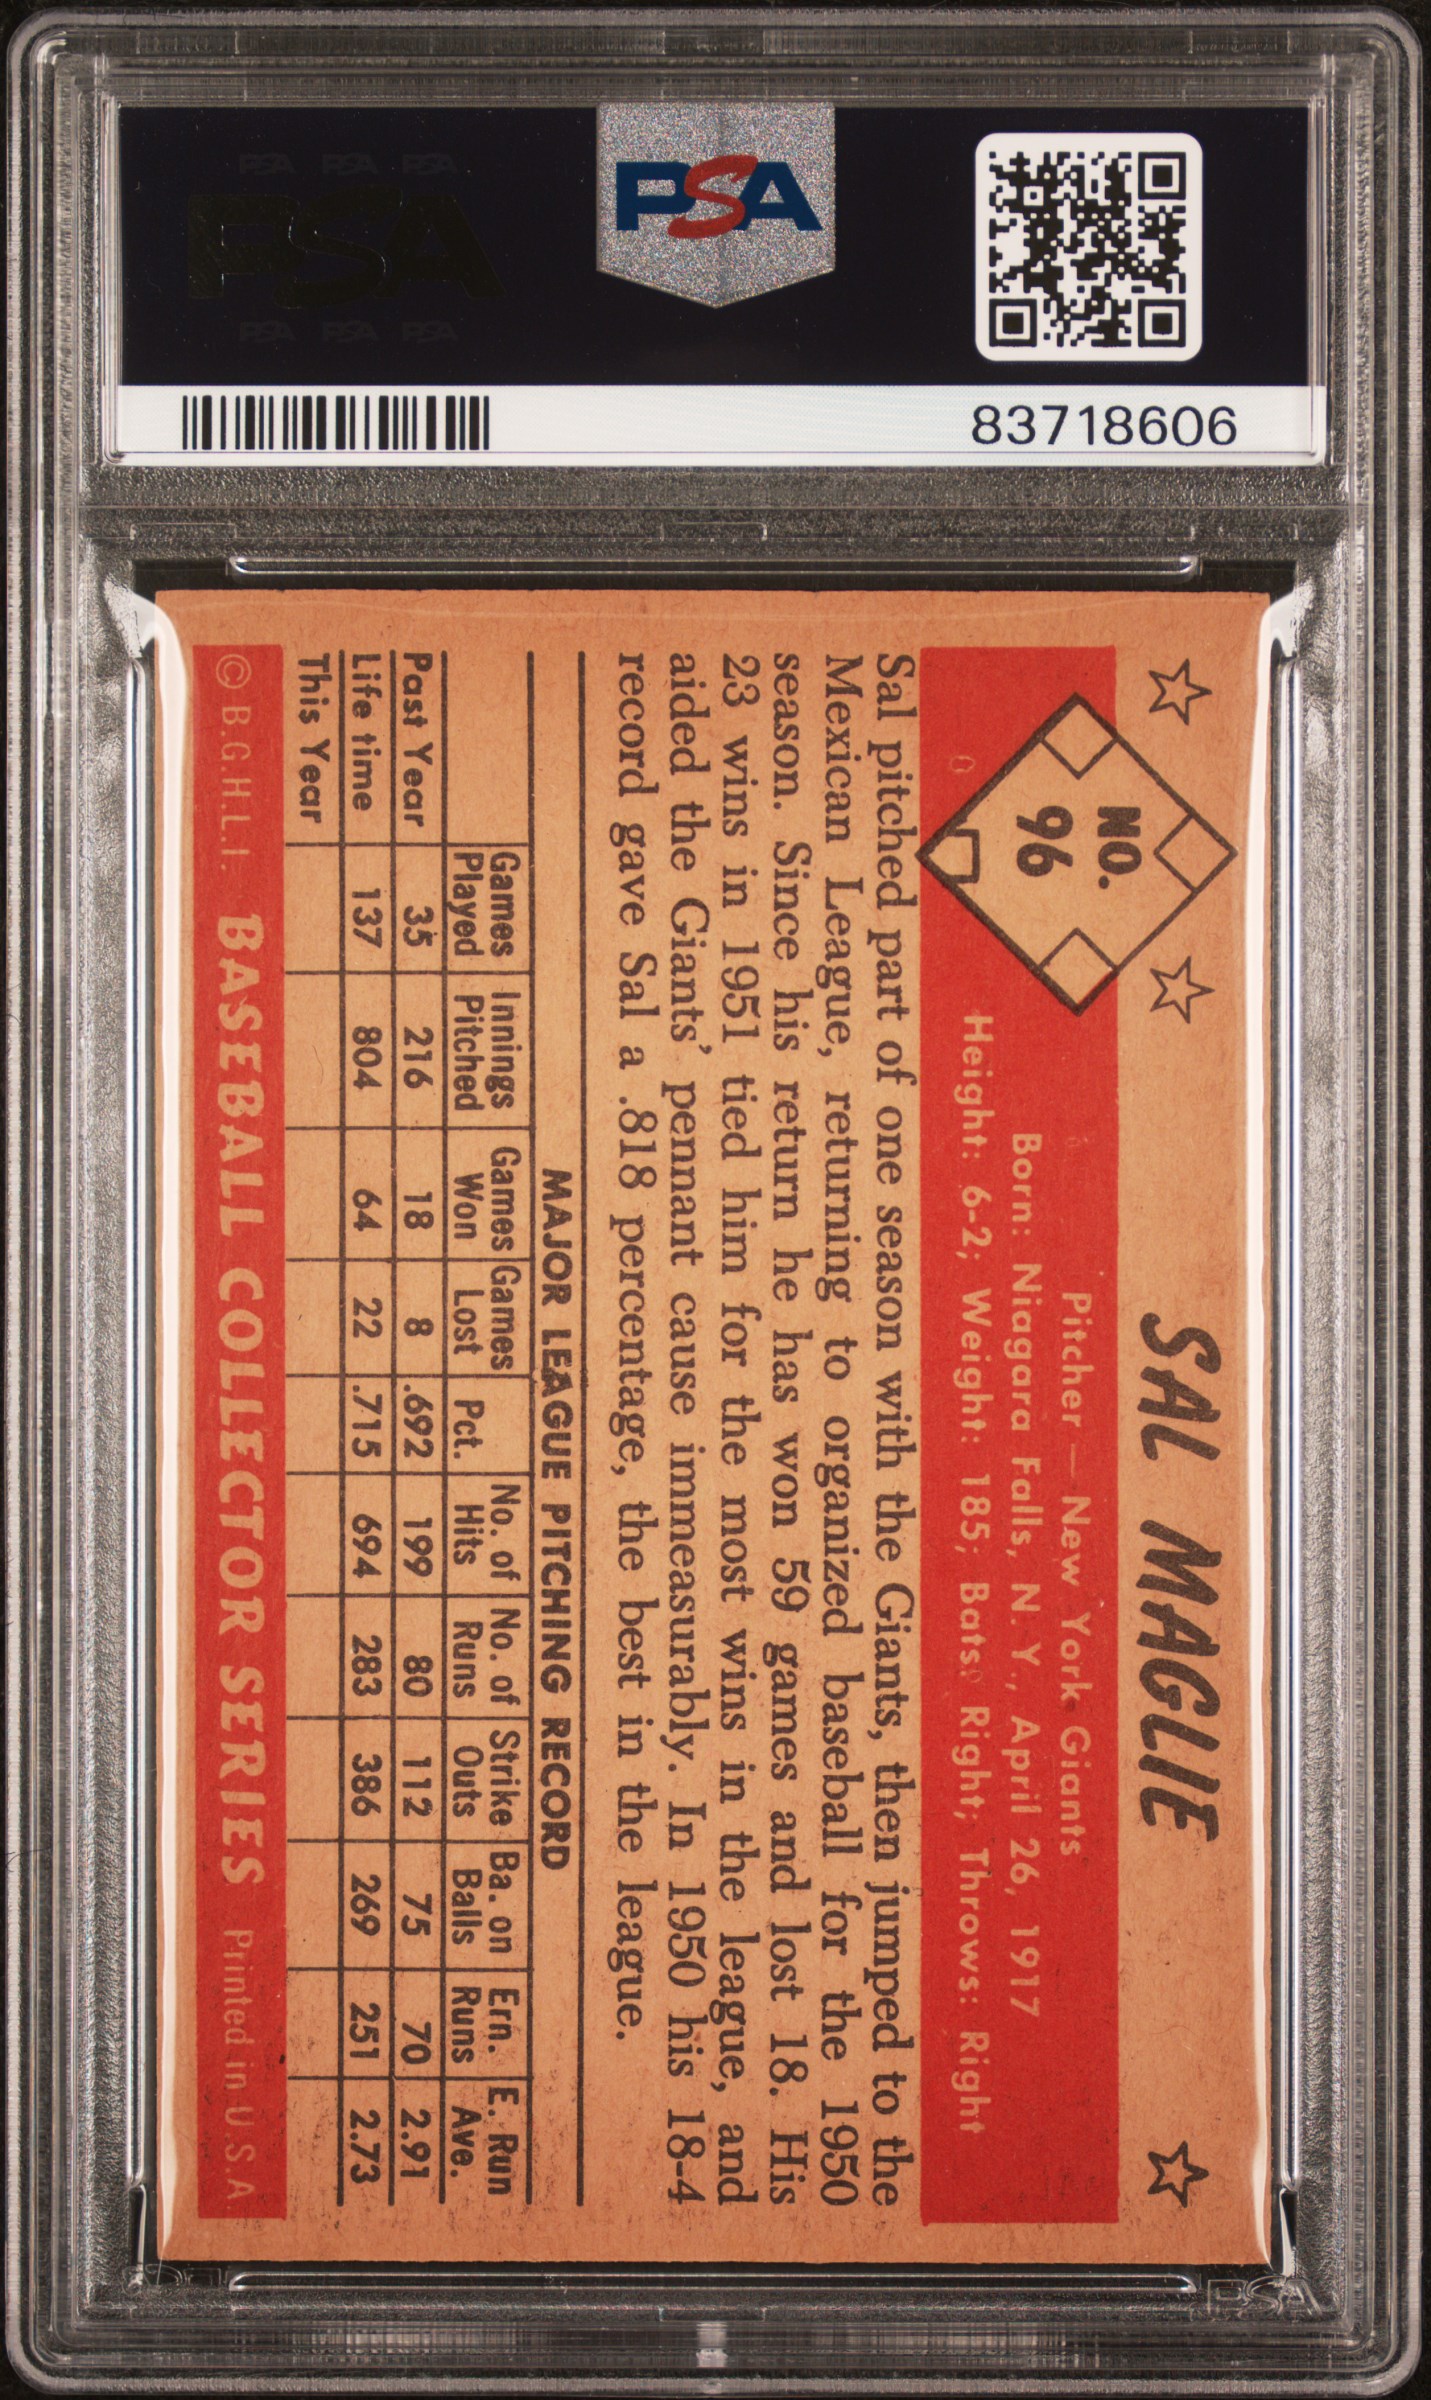 PSA PSA PSA
PSA
PSA PSA PSA
PSA
83718606
SAL MAGLIE
NO.
96
Pitcher — New York Giants
Born: Niagara Falls, N. Y., April 26, 1917
Height: 6-2; Weight: 185; Bats: Right; Throws: Right
Sal pitched part of one season with the Giants, then jumped to the
Mexican League, returning to organized baseball for the 1950
season. Since his return he has won 59 games and lost 18. His
23 wins in 1951 tied him for the most wins in the league, and
aided the Giants' pennant cause immeasurably. In 1950 his 18-4
record gave Sal a .818 percentage, the best in the league.
MAJOR LEAGUE PITCHING RECORD
Games Played Innings Pitched Games Won Games Lost Pct. No. of Hits No. of Runs Strike Outs Ba. on Balls Ern. Runs E. Run Ave.
Past Year 35 216 18 8 .692 199 80 112 75 70 2.91
Life time 137 804 64 22 .715 694 283 386 269 251 2.73
This Year
© B.G.H.L.I. BASEBALL COLLECTOR SERIES Printed in U.S.A.
PSA